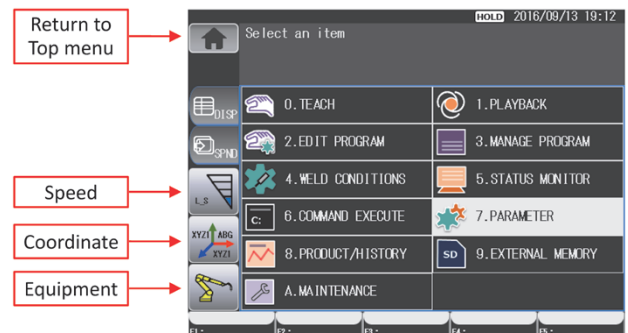 Return to
Top menu
HOLD 2016/09/13 19:12
Select an item
DISP
0.TEACH
1.PLAYBACK
SPND
2.EDIT PROGRAM
3.MANAGE PROGRAM
Speed
L_S
4.WELD CONDITIONS
5.STATUS MONITOR
Coordinate
XYZ1 ABG
XYZ1
C:
6.COMMAND EXECUTE
7.PARAMETER
8.PRODUCT/HISTORY
SD
9.EXTERNAL MEMORY
Equipment
A.MAINTENANCE
F1:
F2:
F3:
F4:
F5: